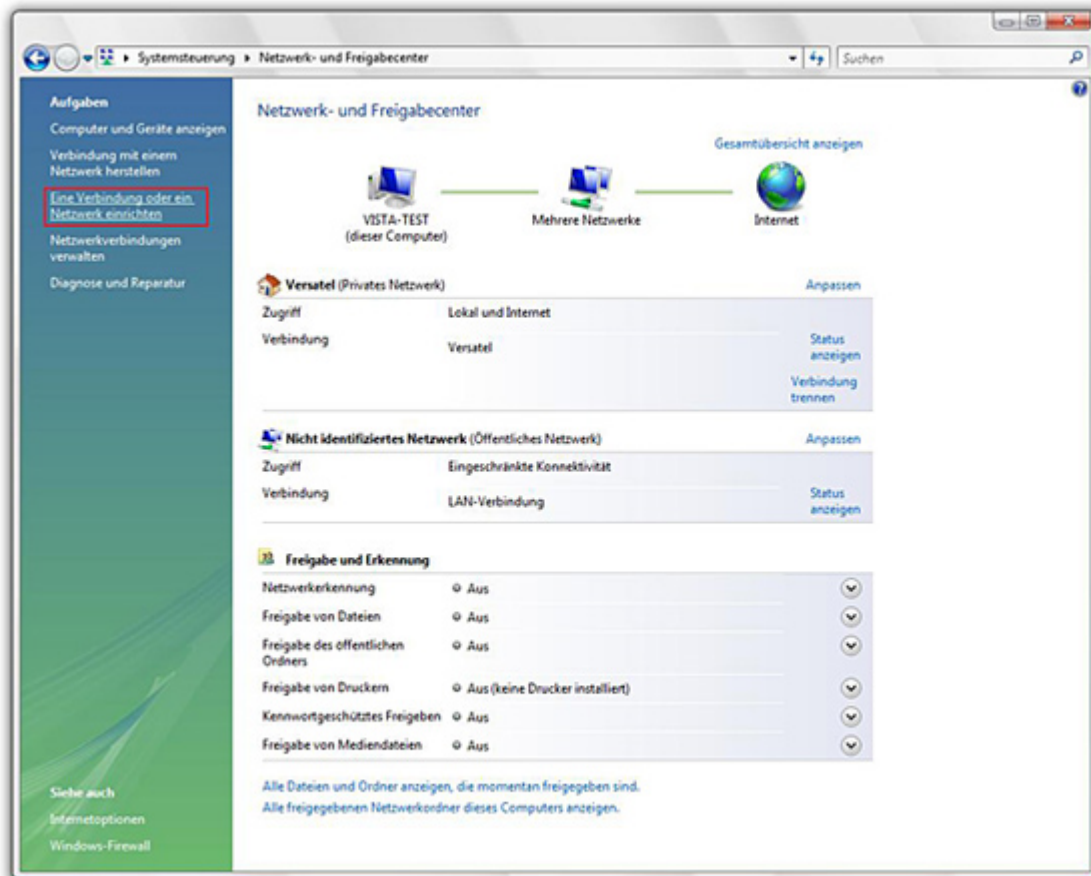 Systemsteuerung ▸ Netzwerk- und Freigabecenter
Suchen
Aufgaben
Computer und Geräte anzeigen
Verbindung mit einem
Netzwerk herstellen
Eine Verbindung oder ein
Netzwerk einrichten
Netzwerkverbindungen
verwalten
Diagnose und Reparatur
Siehe auch
Internetoptionen
Windows-Firewall
Netzwerk- und Freigabecenter
Gesamtübersicht anzeigen
VISTA-TEST
(dieser Computer)
Mehrere Netzwerke
Internet
Versatel (Privates Netzwerk) Anpassen
Zugriff Lokal und Internet
Verbindung Versatel Status
anzeigen
Verbindung
trennen
Nicht identifiziertes Netzwerk (Öffentliches Netzwerk) Anpassen
Zugriff Eingeschränkte Konnektivität
Verbindung LAN-Verbindung Status
anzeigen
Freigabe und Erkennung
Netzwerkerkennung Aus
Freigabe von Dateien Aus
Freigabe des öffentlichen Aus
Ordners
Freigabe von Druckern Aus (keine Drucker installiert)
Kennwortgeschütztes Freigeben Aus
Freigabe von Mediendateien Aus
Alle Dateien und Ordner anzeigen, die momentan freigegeben sind.
Alle freigegebenen Netzwerkordner dieses Computers anzeigen.